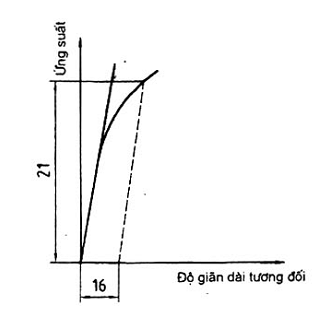 Ứng suất
21
16
Độ giãn dài tương đối